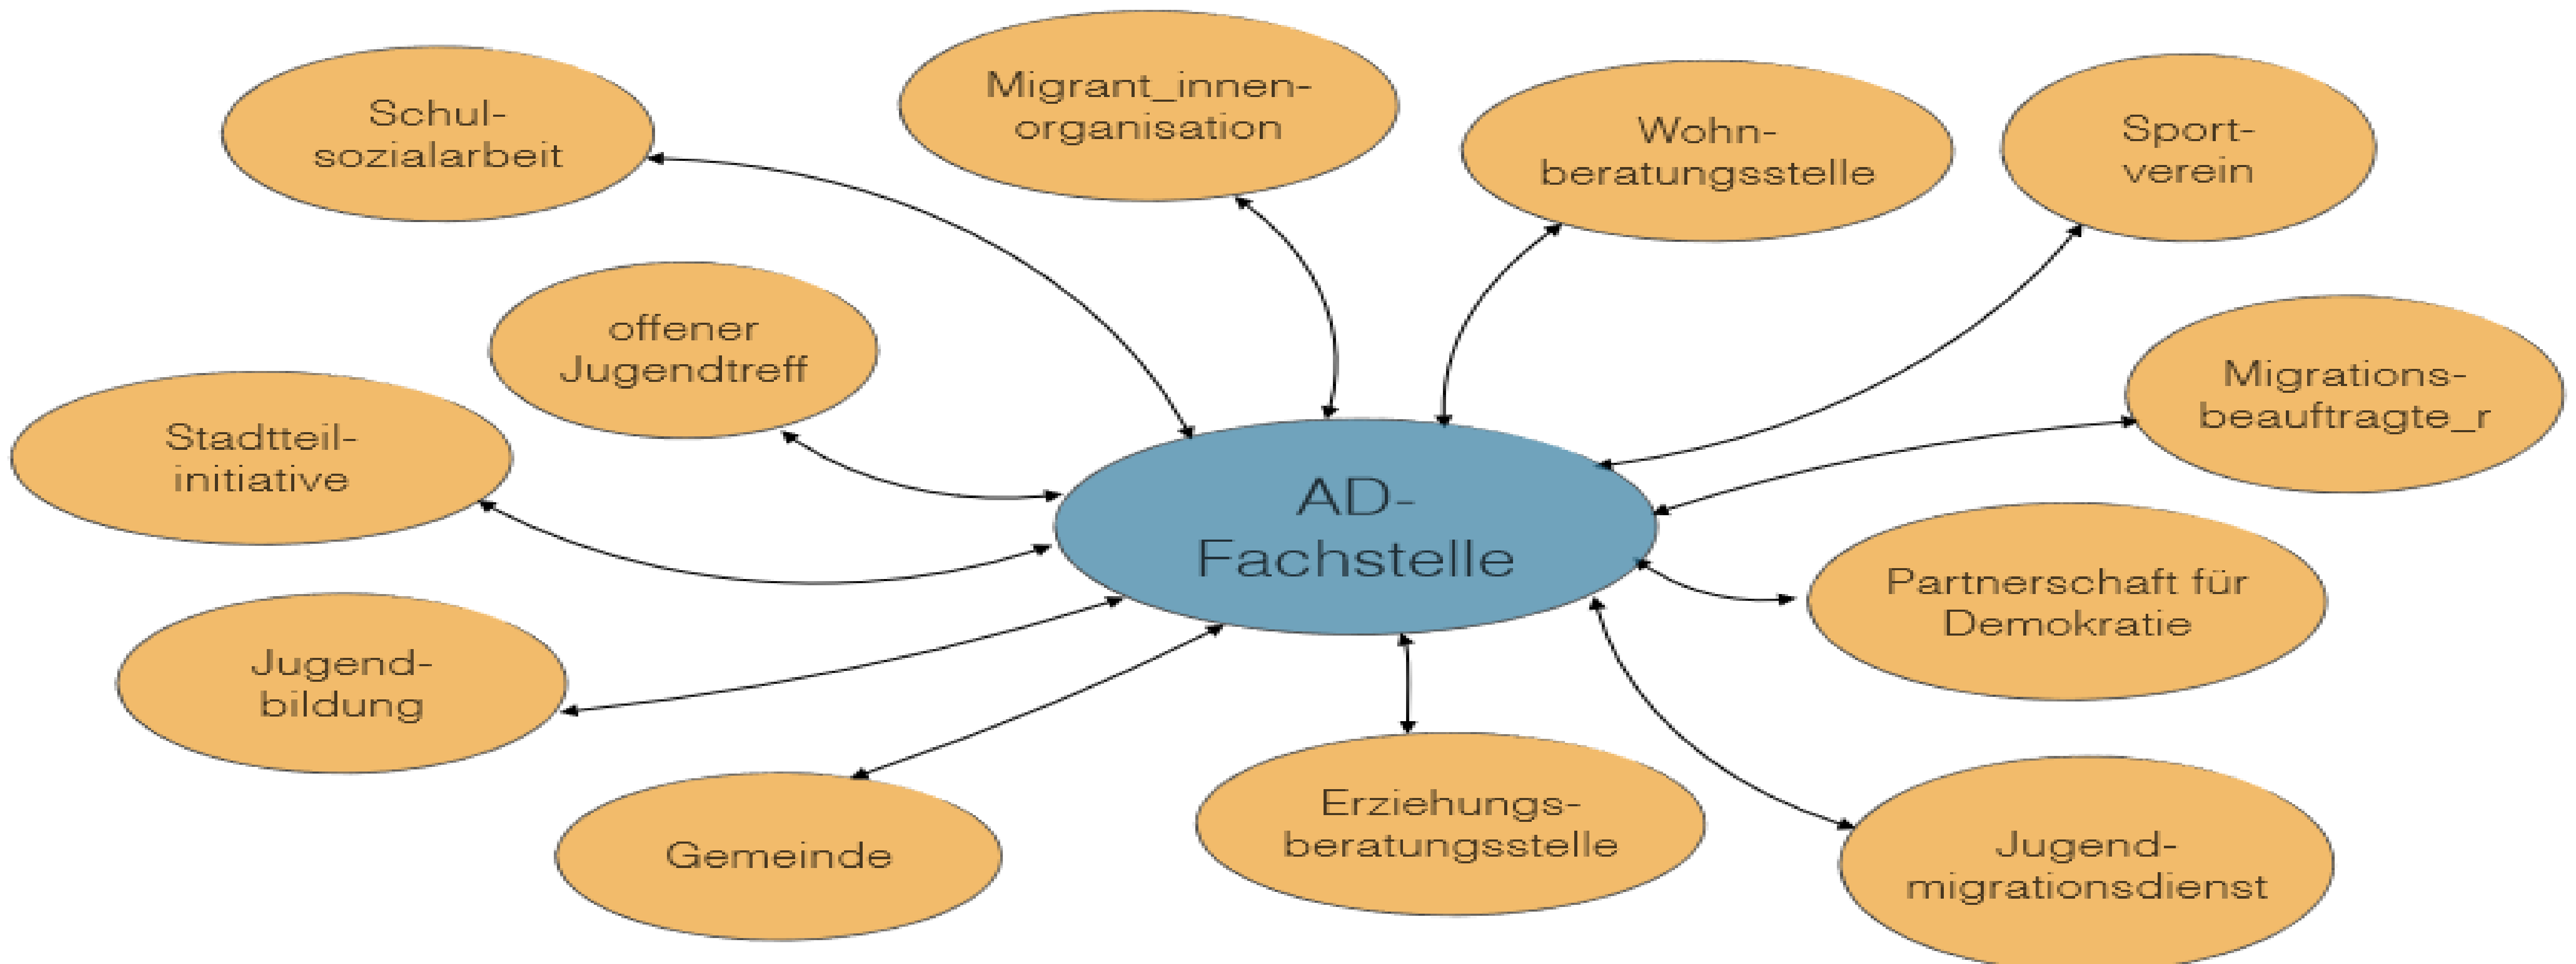 Schul-
sozialarbeit
Migrant_innen-
organisation
Wohn-
beratungsstelle
Sport-
verein
offener
Jugendtreff
Migrations-
beauftragte_r
Stadtteil-
initiative
AD-
Fachstelle
Partnerschaft für
Demokratie
Jugend-
bildung
Gemeinde
Erziehungs-
beratungsstelle
Jugend-
migrationsdienst